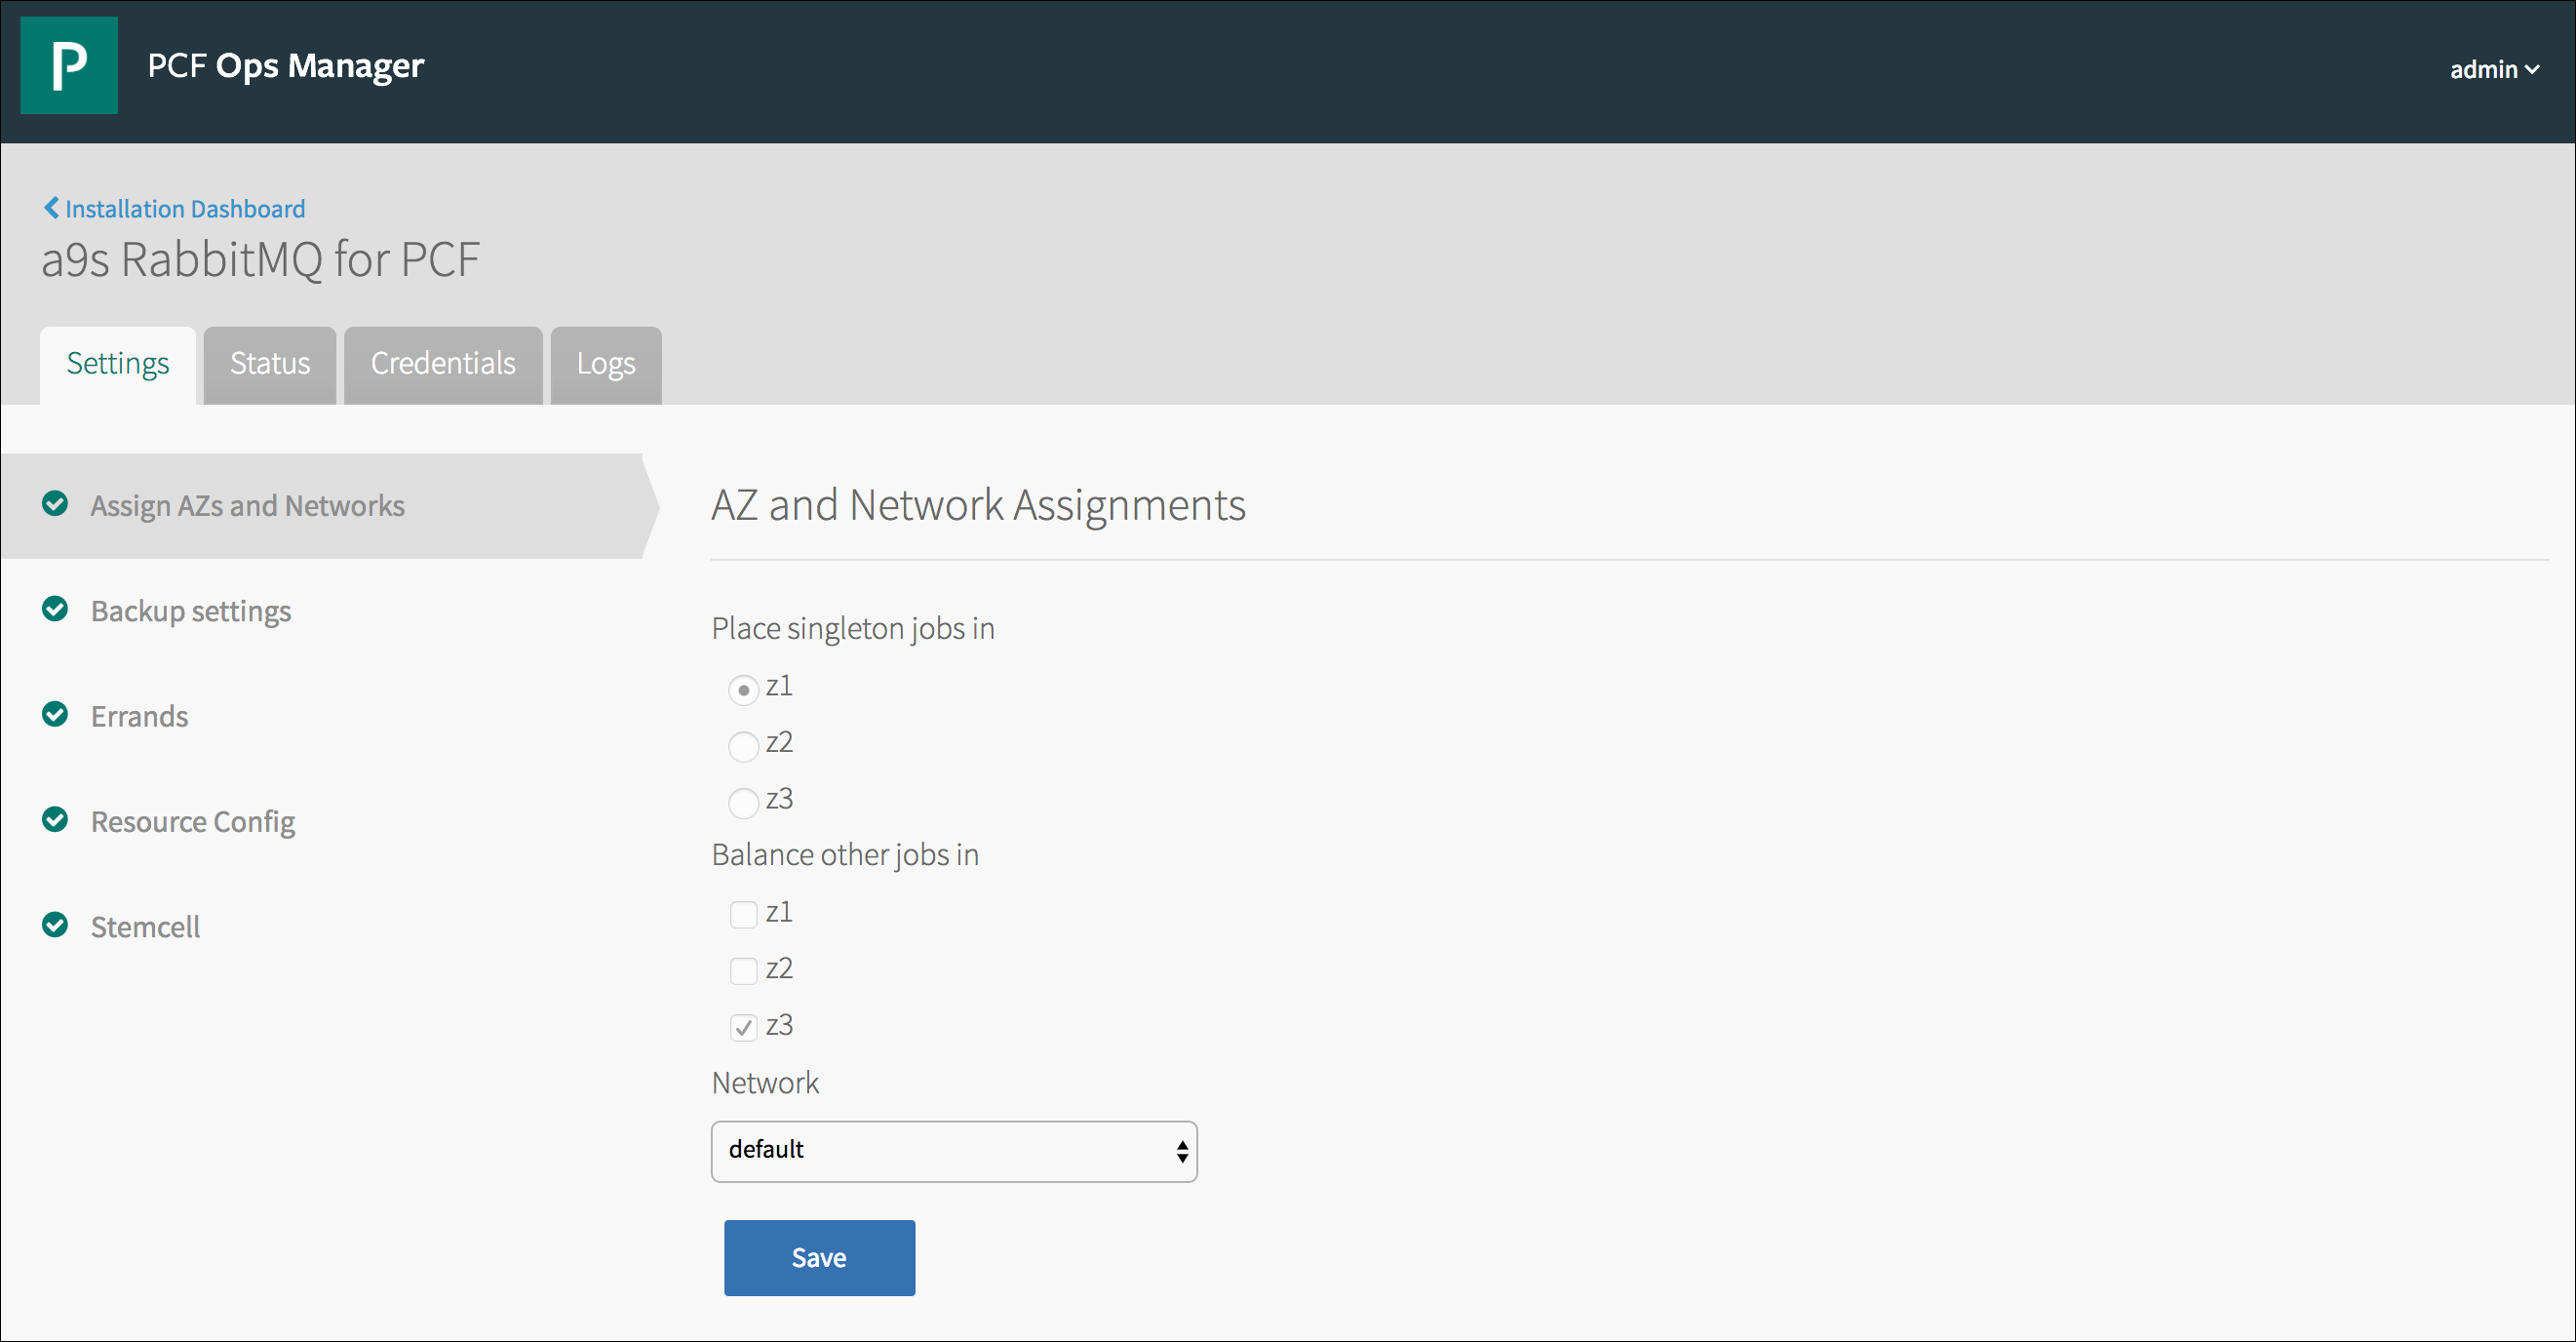 P
PCF Ops Manager
admin
Installation Dashboard
a9s RabbitMQ for PCF
Settings
Status
Credentials
Logs
Assign AZs and Networks
Backup settings
Errands
Resource Config
Stemcell
AZ and Network Assignments
Place singleton jobs in
z1
z2
z3
Balance other jobs in
z1
z2
z3
Network
default
Save